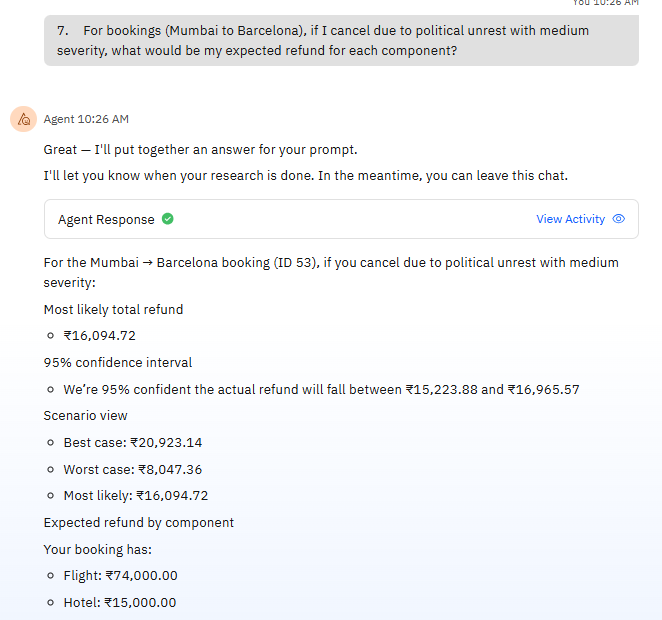 You 10:26 AM
7. For bookings (Mumbai to Barcelona), if I cancel due to political unrest with medium
severity, what would be my expected refund for each component?
Agent 10:26 AM
Great — I'll put together an answer for your prompt.
I'll let you know when your research is done. In the meantime, you can leave this chat.
Agent Response
View Activity
For the Mumbai → Barcelona booking (ID 53), if you cancel due to political unrest with medium
severity:
Most likely total refund
₹16,094.72
95% confidence interval
We’re 95% confident the actual refund will fall between ₹15,223.88 and ₹16,965.57
Scenario view
Best case: ₹20,923.14
Worst case: ₹8,047.36
Most likely: ₹16,094.72
Expected refund by component
Your booking has:
Flight: ₹74,000.00
Hotel: ₹15,000.00